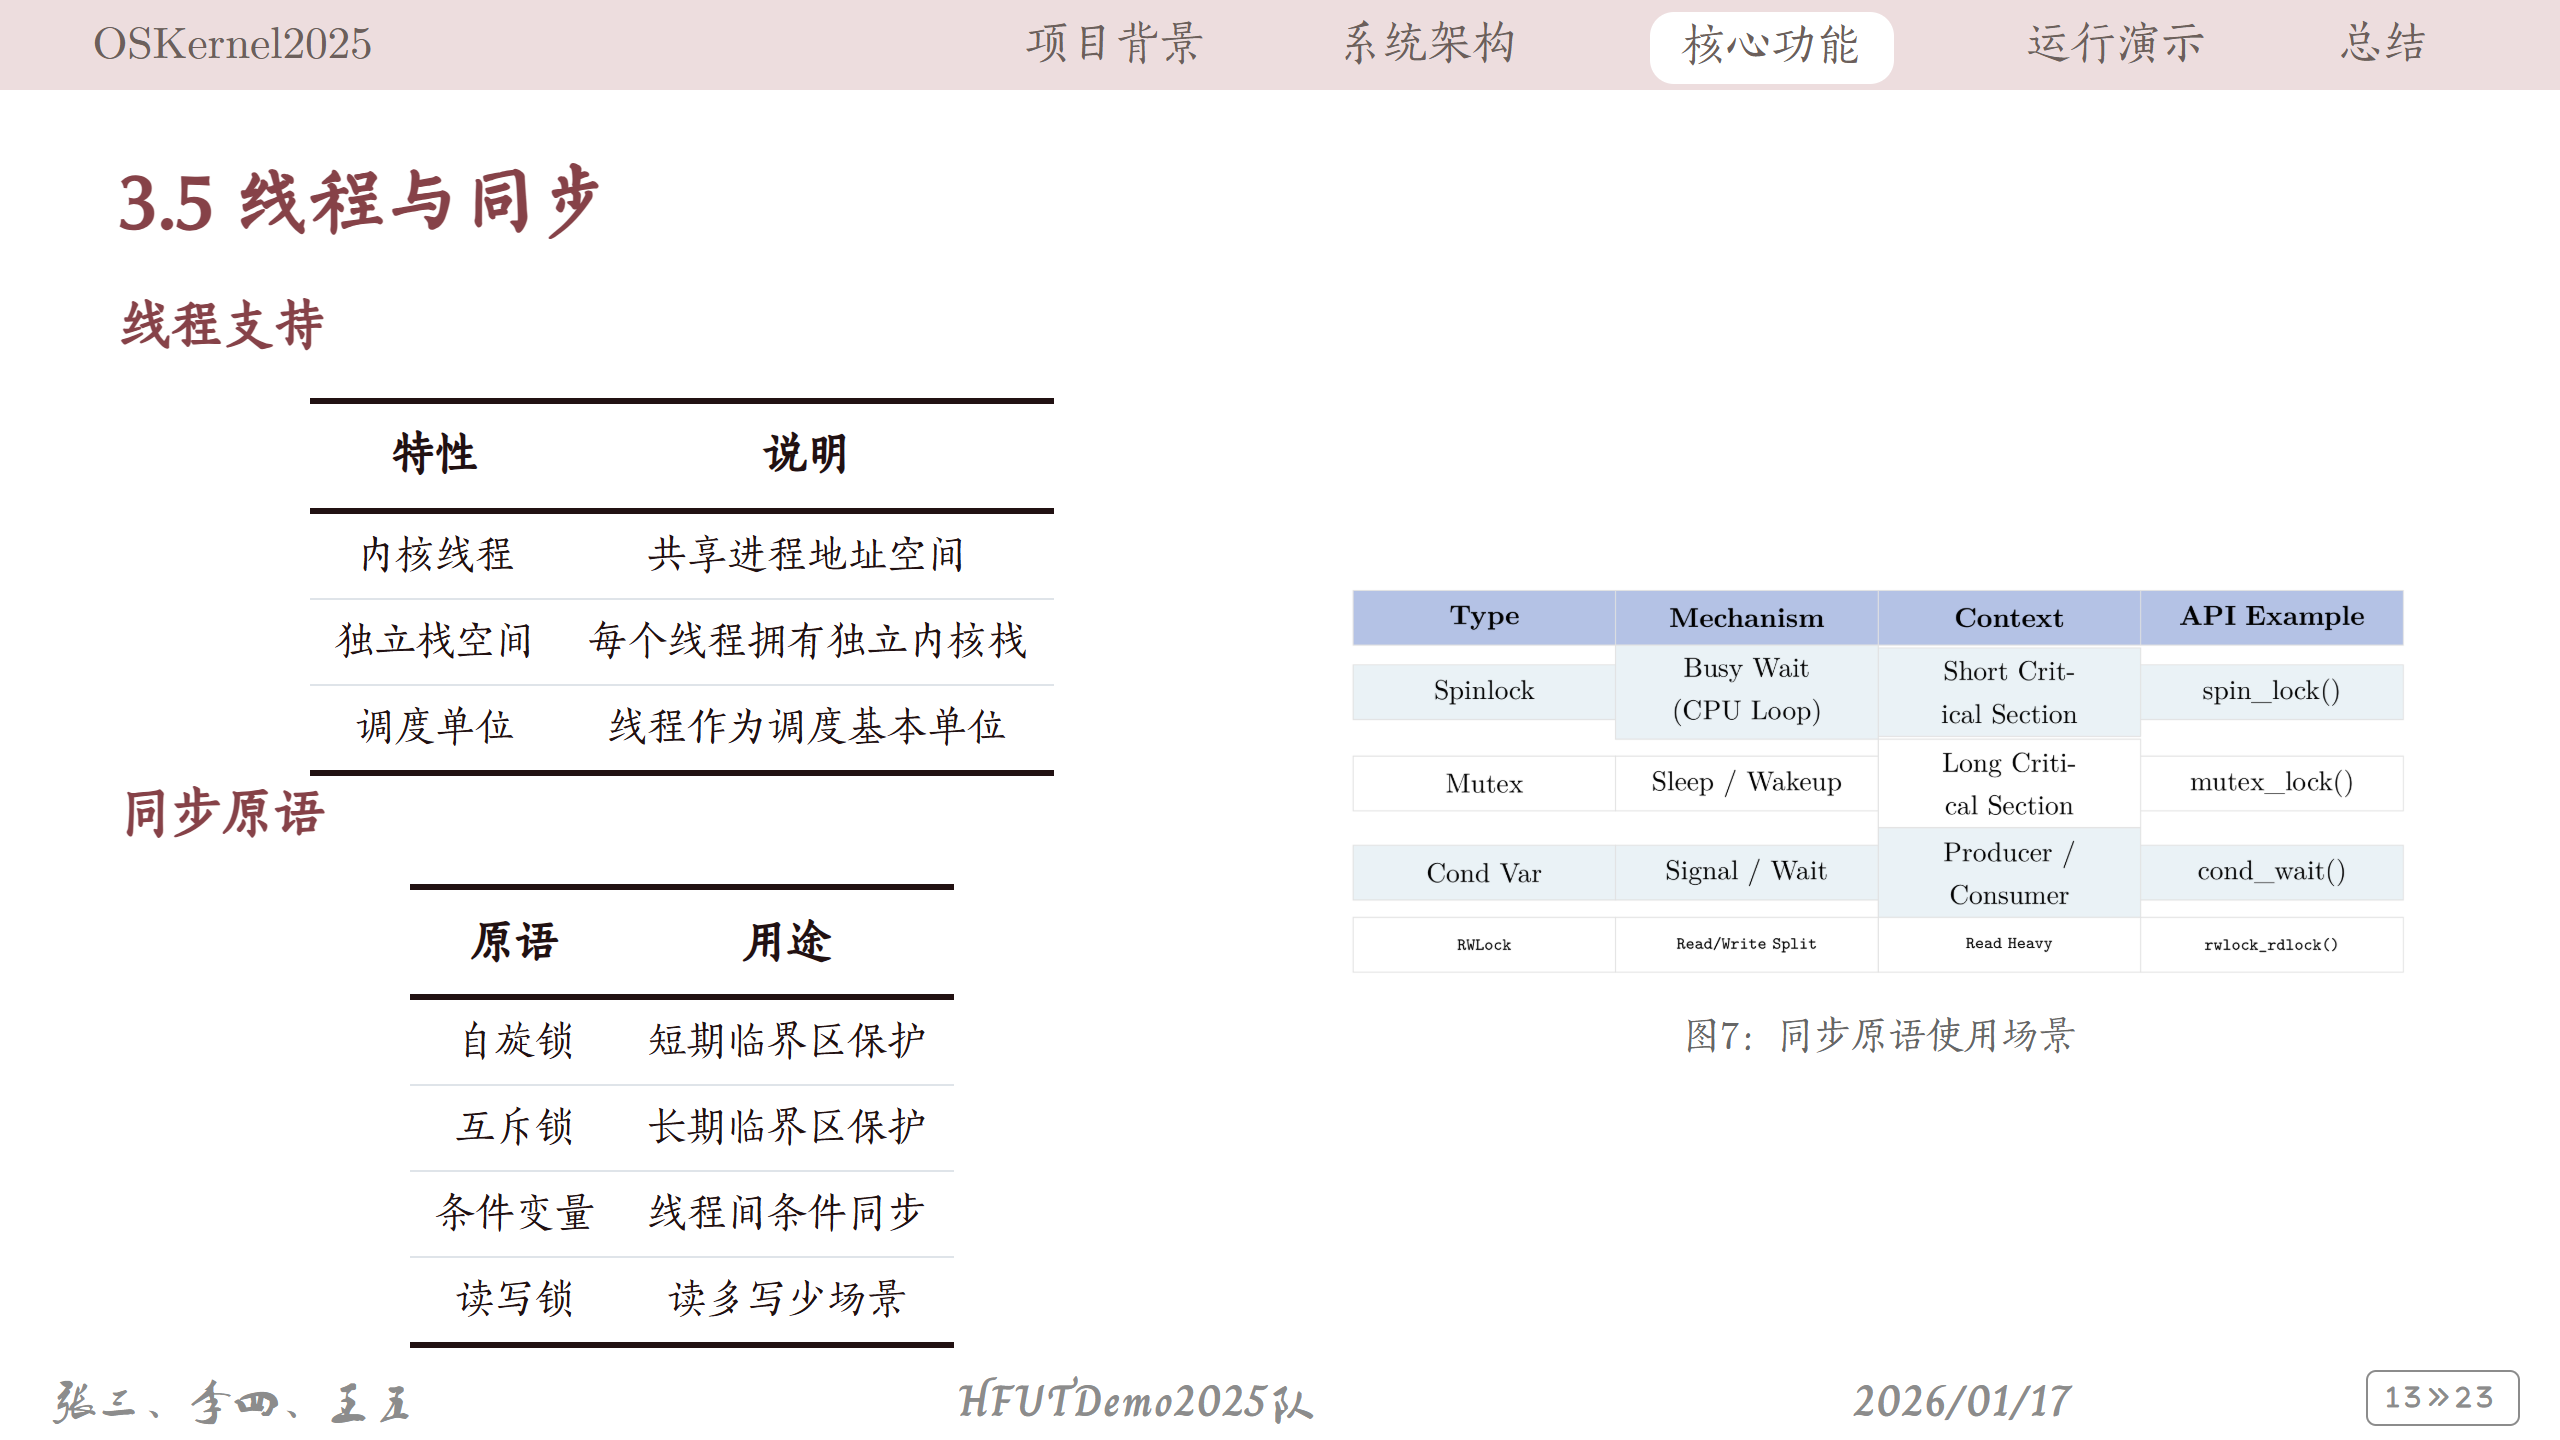 OSKernel2025 项目背景 系统架构 核心功能 运行演示 总结
3.5 线程与同步
线程支持
特性 说明
内核线程 共享进程地址空间
独立栈空间 每个线程拥有独立内核栈
调度单位 线程作为调度基本单位
同步原语
原语 用途
自旋锁 短期临界区保护
互斥锁 长期临界区保护
条件变量 线程间条件同步
读写锁 读多写少场景
Type Mechanism Context API Example
Spinlock Busy Wait (CPU Loop) Short Crit-ical Section spin_lock()
Mutex Sleep / Wakeup Long Criti-cal Section mutex_lock()
Cond Var Signal / Wait Producer / Consumer cond_wait()
RWLock Read/Write Split Read Heavy rwlock_rdlock()
图7：同步原语使用场景
张三、李四、王五 HFUTDemo2025队 2026/01/17 13»23